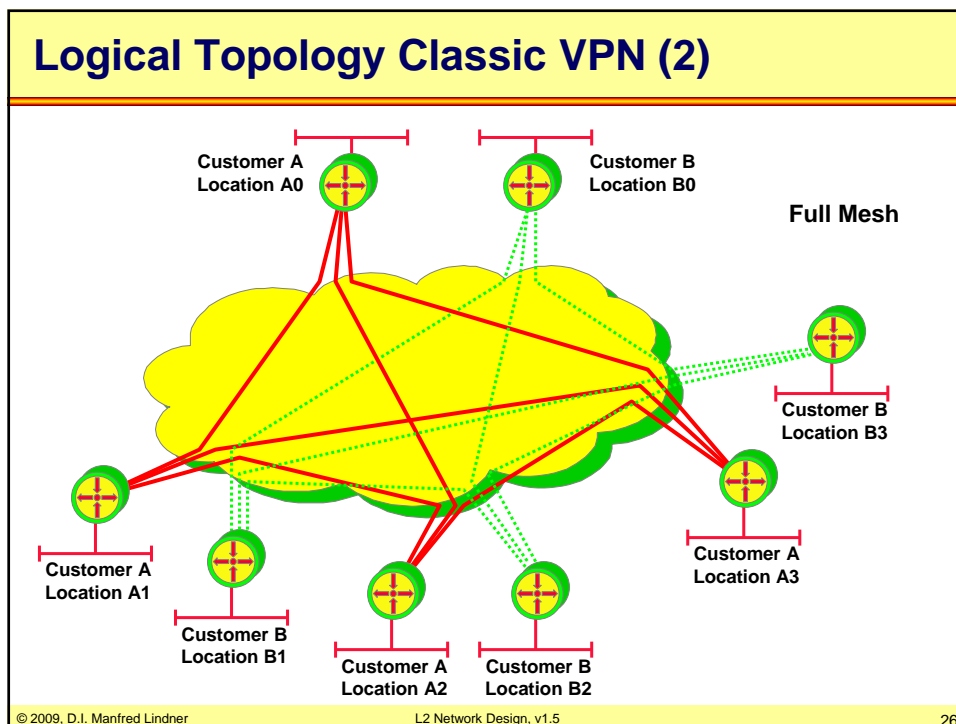 Logical Topology Classic VPN (2)
Customer A
Location A0
Customer B
Location B0
Full Mesh
Customer B
Location B3
Customer A
Location A3
Customer A
Location A1
Customer B
Location B1
Customer A
Location A2
Customer B
Location B2
© 2009, D.I. Manfred Lindner
L2 Network Design, v1.5
26